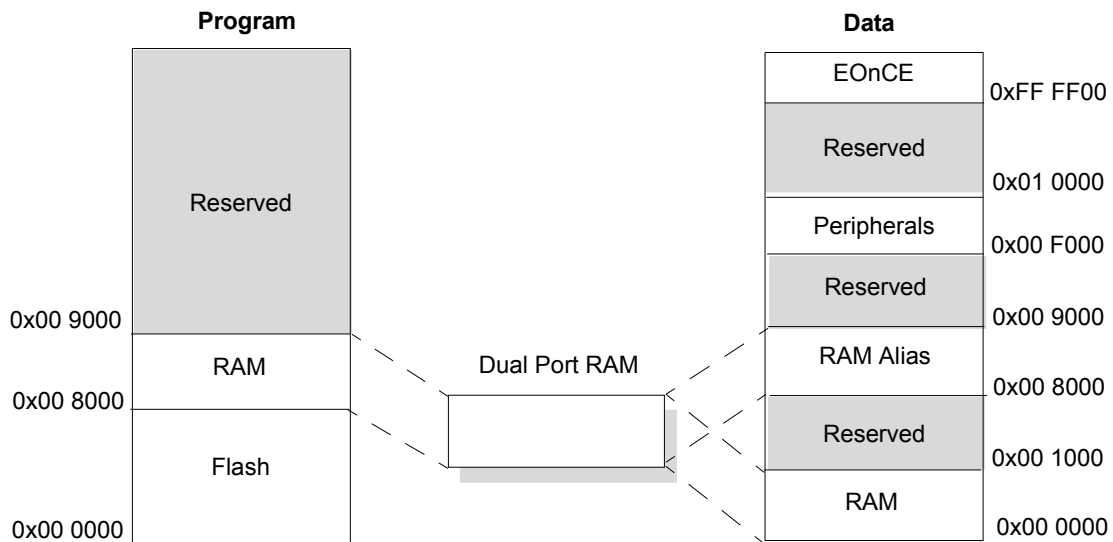 Program
Data
EOnCE
0xFF FF00
Reserved
0x01 0000
Reserved
Peripherals
0x00 F000
Reserved
0x00 9000
0x00 9000
RAM
Dual Port RAM
RAM Alias
0x00 8000
0x00 8000
Reserved
0x00 1000
Flash
RAM
0x00 0000
0x00 0000